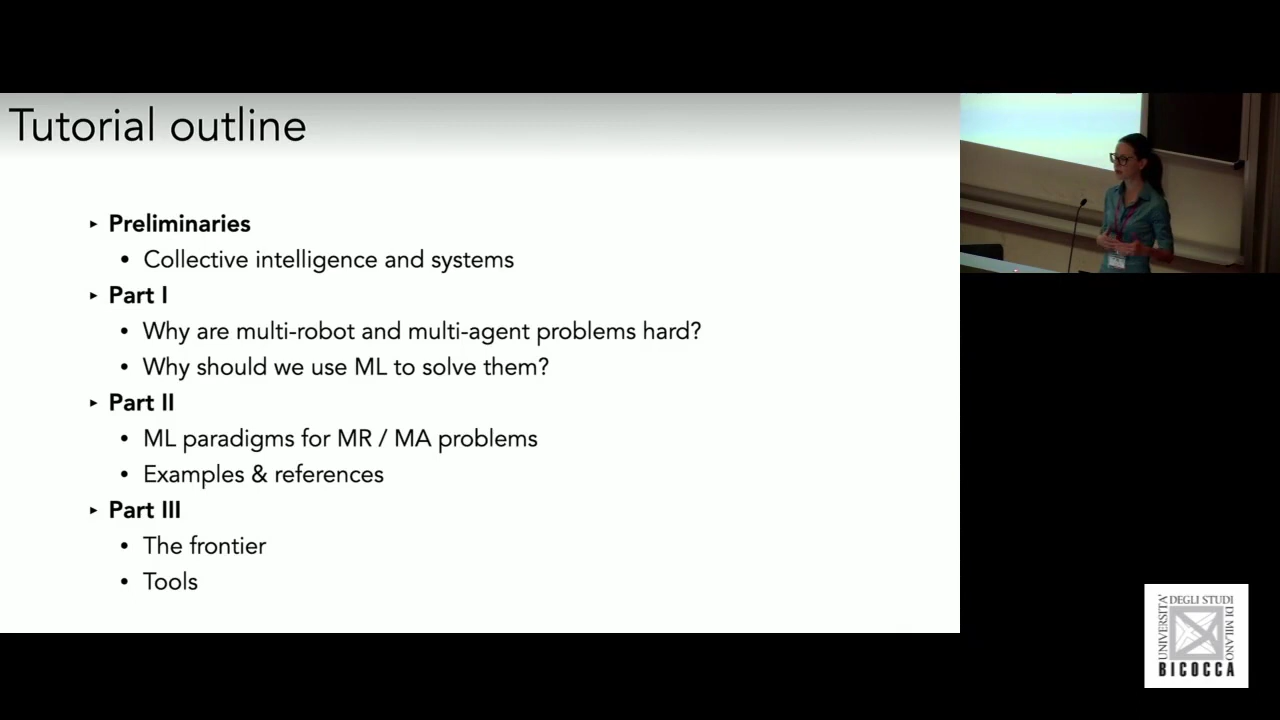 Tutorial outline
▸ Preliminaries
• Collective intelligence and systems
▸ Part I
• Why are multi-robot and multi-agent problems hard?
• Why should we use ML to solve them?
▸ Part II
• ML paradigms for MR / MA problems
• Examples & references
▸ Part III
• The frontier
• Tools
UNIVERSITA'
DEGLI STUDI
DI MILANO
BICOCCA